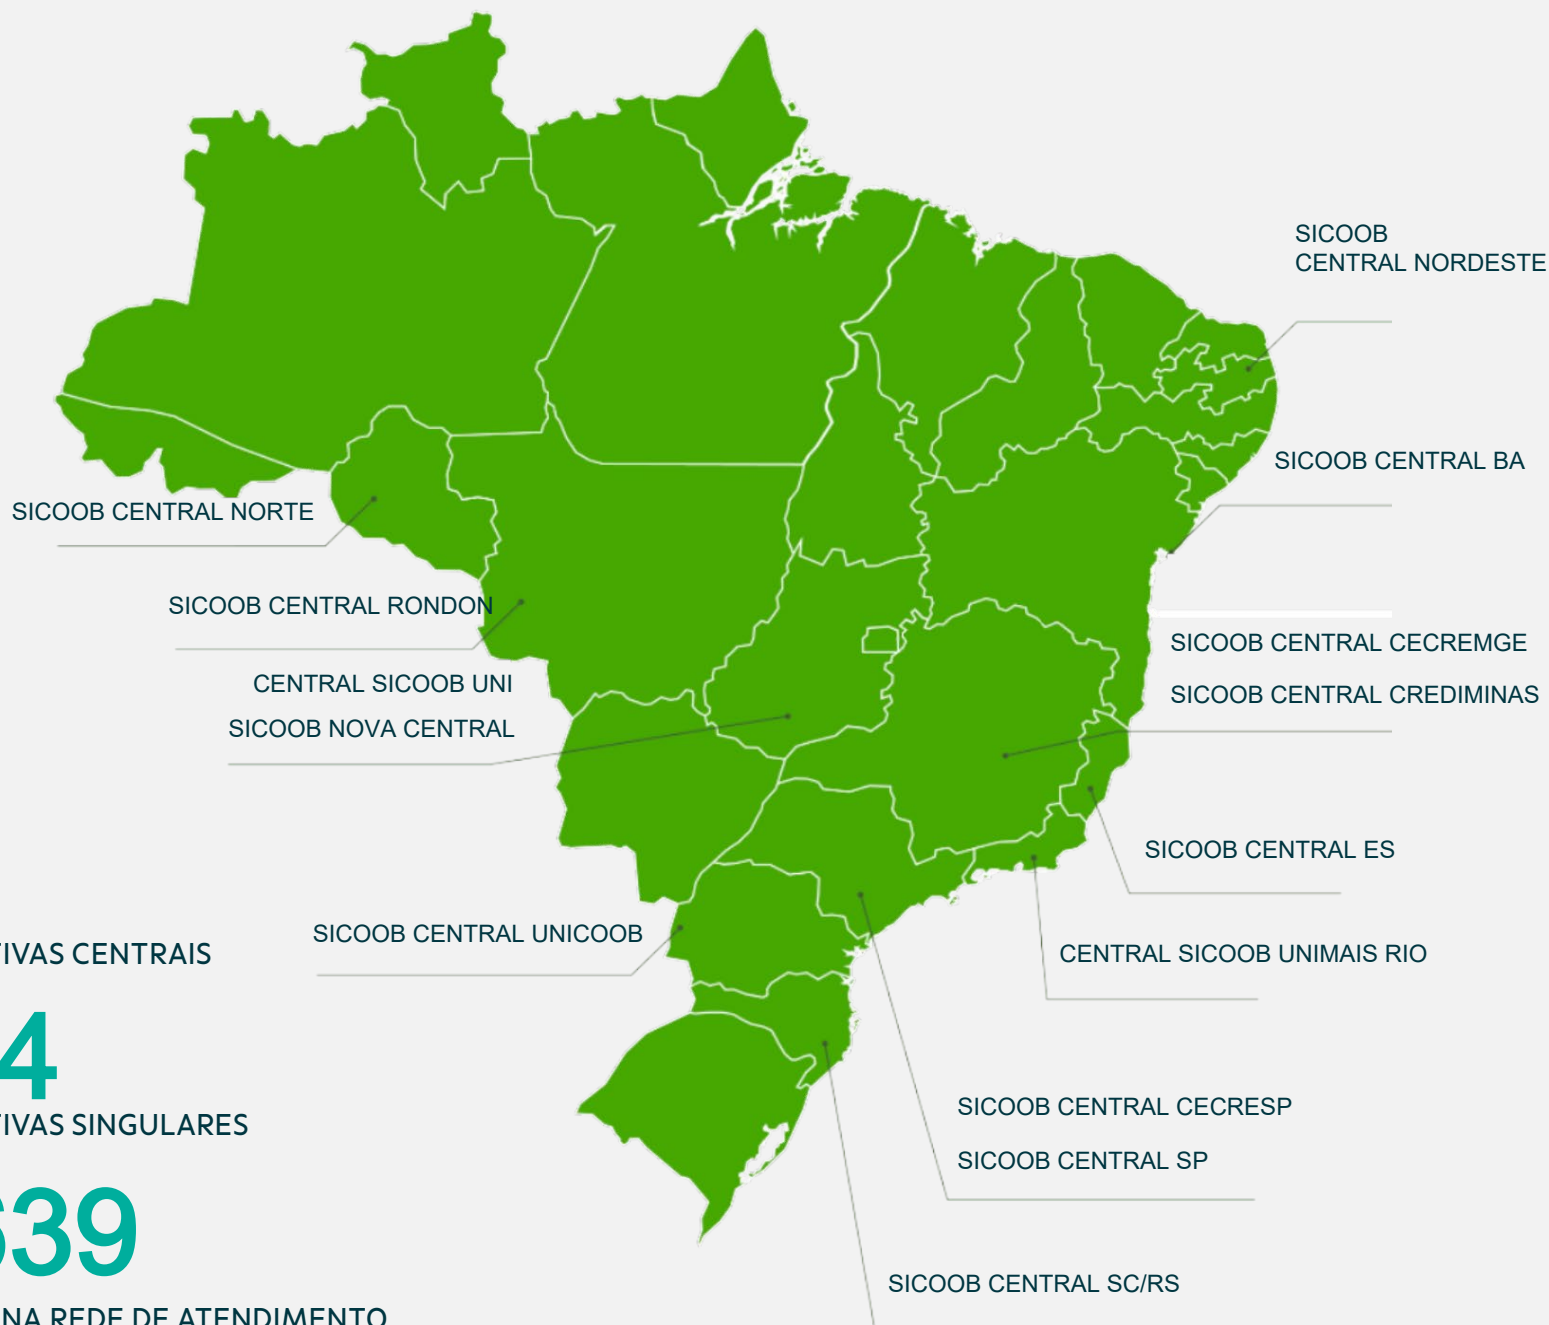 SICOOB
CENTRAL NORDESTE
SICOOB CENTRAL BA
SICOOB CENTRAL NORTE
SICOOB CENTRAL RONDON
SICOOB CENTRAL CECREMGE
CENTRAL SICOOB UNI
SICOOB CENTRAL CREDIMINAS
SICOOB NOVA CENTRAL
SICOOB CENTRAL ES
SICOOB CENTRAL UNICOOB
CENTRAL SICOOB UNIMAIS RIO
CENTRAIS
4
SINGULARES
SICOOB CENTRAL CECRESP
SICOOB CENTRAL SP
39
SICOOB CENTRAL SC/RS
NA REDE DE ATENDIMENTO